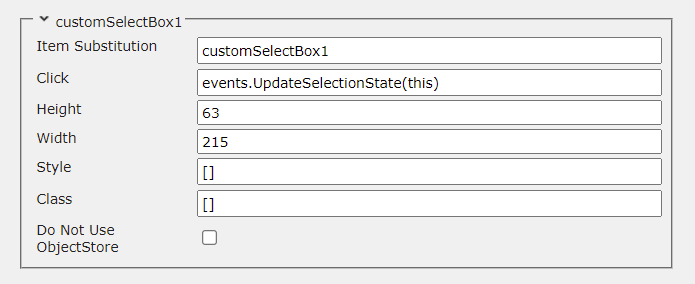 customSelectBox1
Item Substitution customSelectBox1
Click events.UpdateSelectionState(this)
Height 63
Width 215
Style []
Class []
Do Not Use
ObjectStore